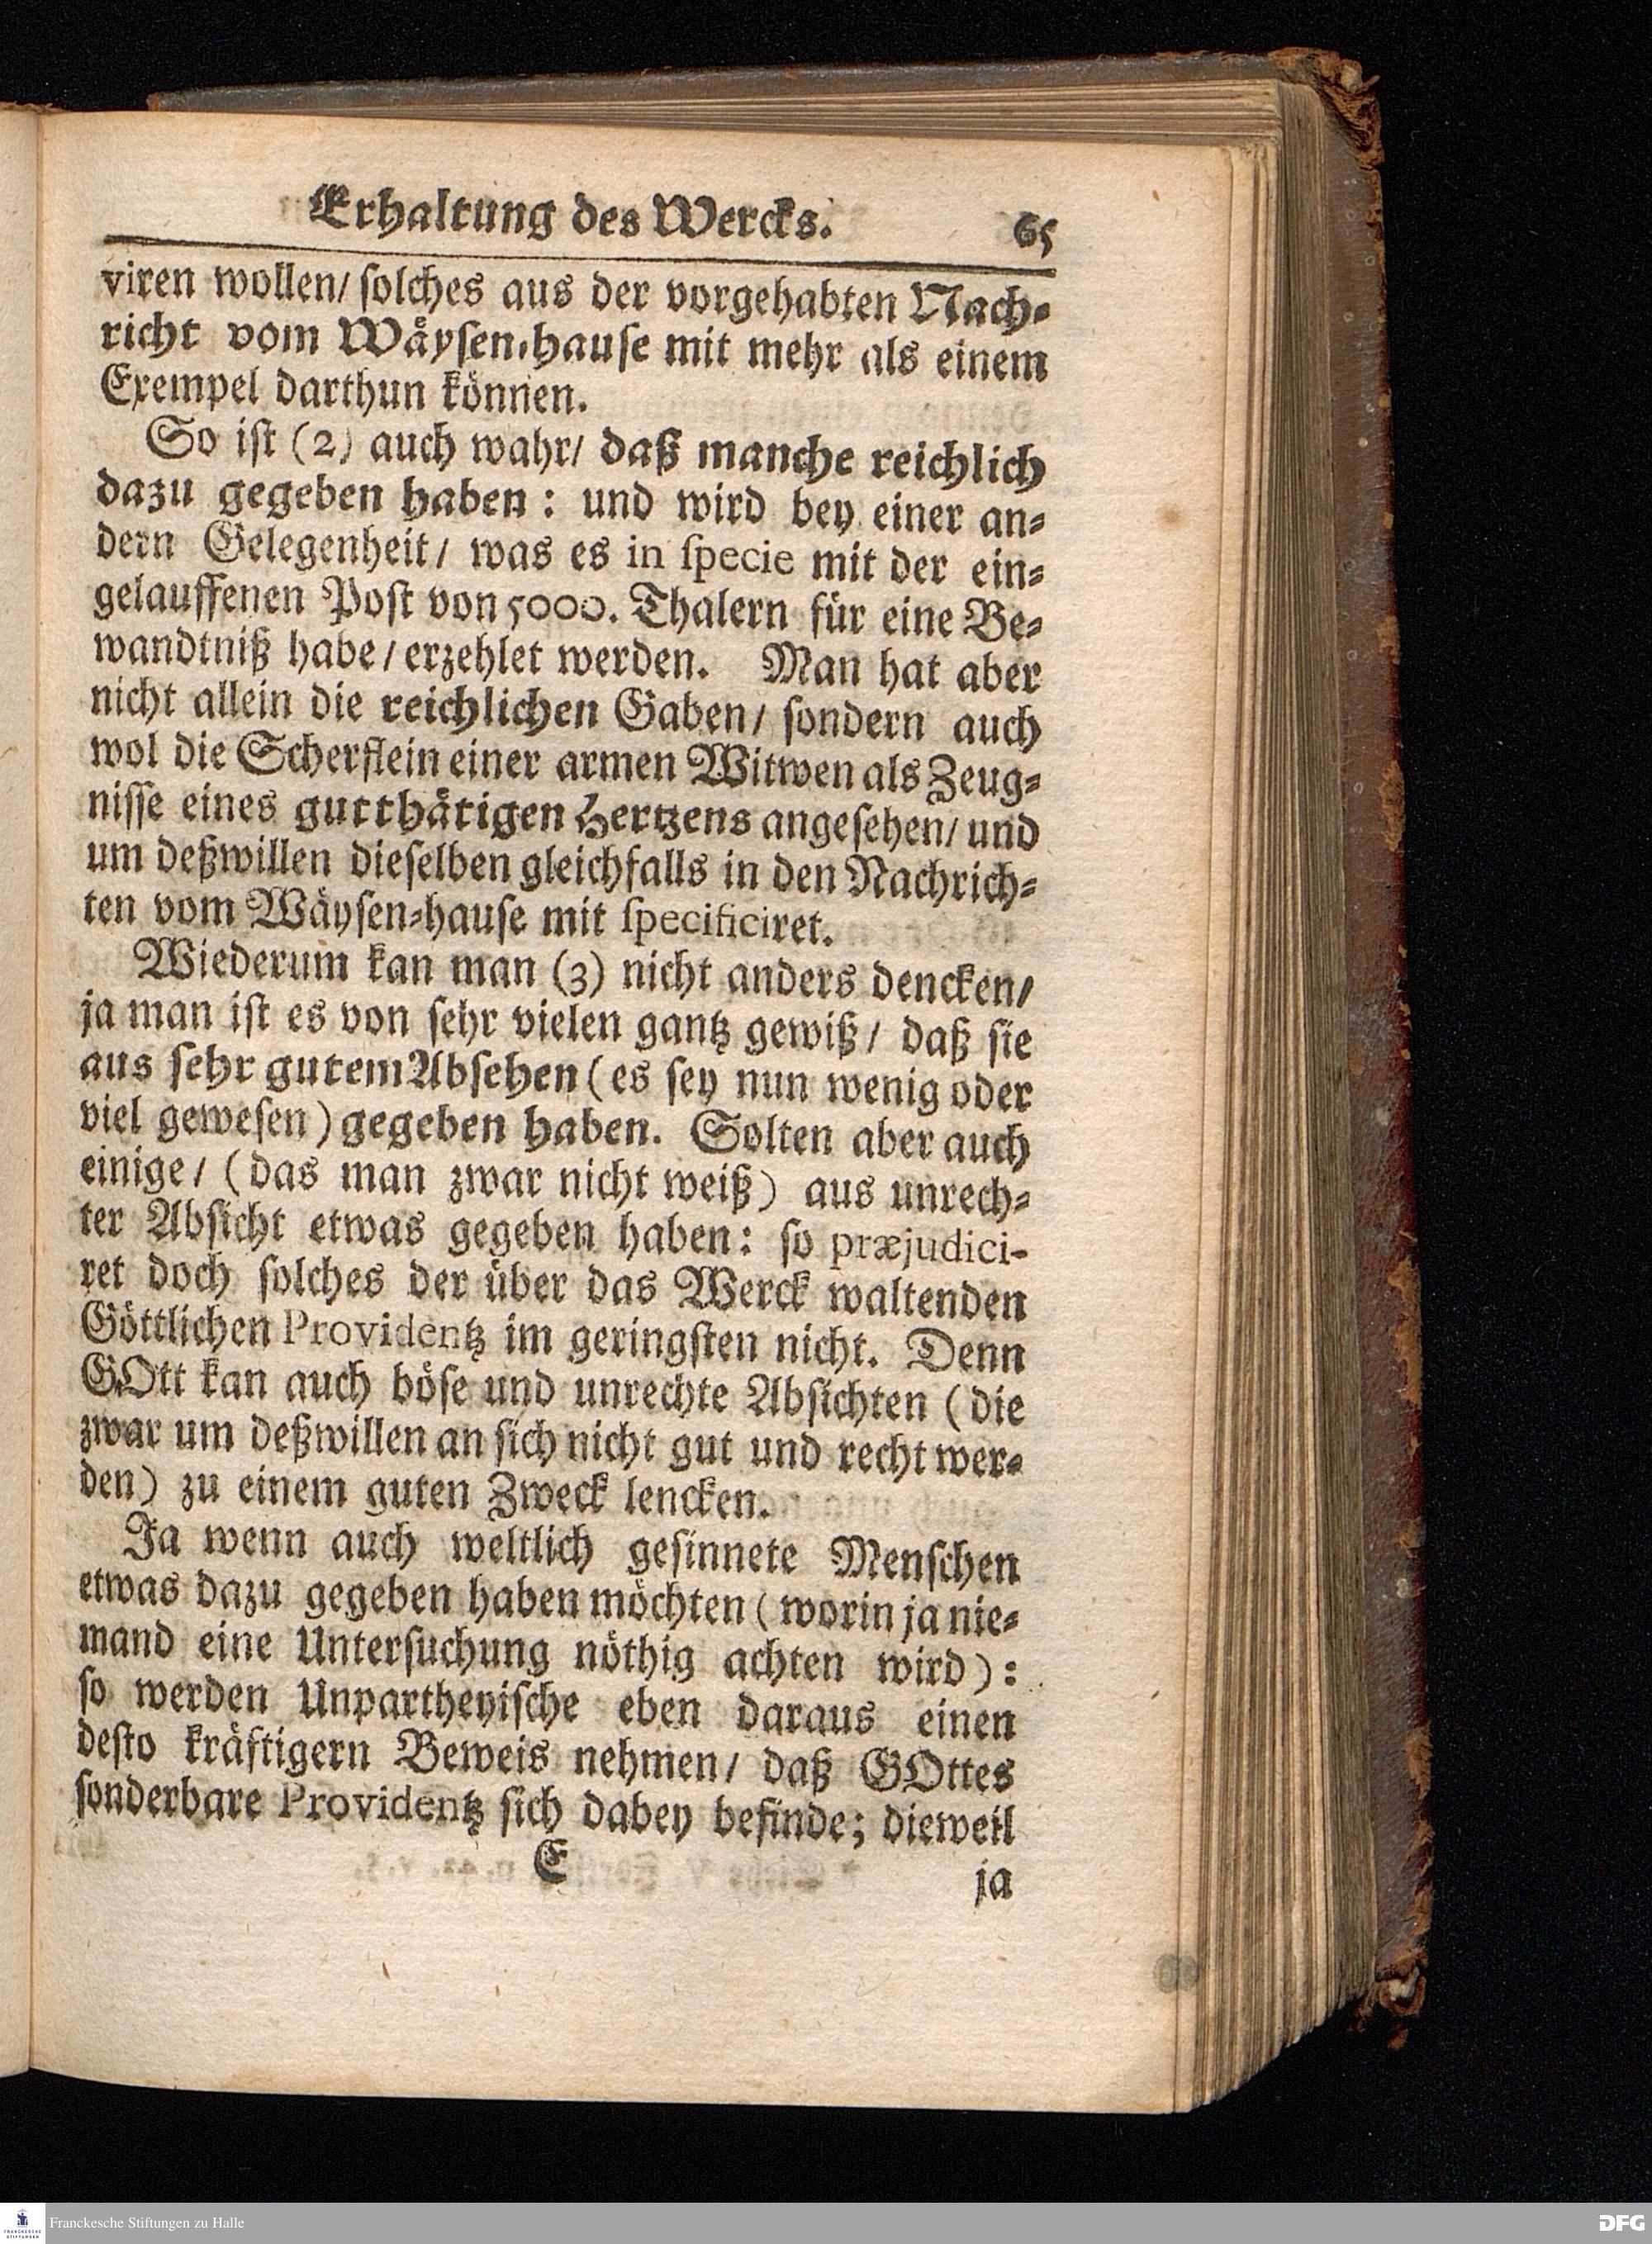 Erhaltung des Wercks. 65
viren wollen/ ſolches aus der vorgehabten Nach⸗
richt vom Wäyſen⸗hauſe mit mehr als einem
Exempel darthun können.
So iſt (2) auch wahr/ daß manche reichlich
dazu gegeben haben: und wird bey einer an⸗
dern Gelegenheit/ was es in ſpecie mit der ein⸗
gelauffenen Poſt von 5000. Thalern für eine Be⸗
wandtniß habe/ erzehlet werden. Man hat aber
nicht allein die reichlichen Gaben/ ſondern auch
wol die Scherflein einer armen Witwen als Zeug⸗
niſſe eines gutthätigen Hertzens angeſehen/ und
um deßwillen dieſelben gleichfalls in den Nachrich⸗
ten vom Wäyſen⸗hauſe mit ſpecificiret.
Wiederum kan man (3) nicht anders dencken/
ja man iſt es von ſehr vielen gantz gewiß/ daß ſie
aus ſehr gutem Abſehen (es ſey nun wenig oder
viel geweſen) gegeben haben. Solten aber auch
einige/ (das man zwar nicht weiß) aus unrech⸗
ter Abſicht etwas gegeben haben: ſo præjudici-
ret doch ſolches der über das Werck waltenden
Göttlichen Providentz im geringſten nicht. Denn
GOtt kan auch böſe und unrechte Abſichten (die
zwar um deßwillen an ſich nicht gut und recht wer⸗
den) zu einem guten Zweck lencken.
Ja wenn auch weltlich geſinnete Menſchen
etwas dazu gegeben haben möchten (worin ja nie⸗
mand eine Unterſuchung nöthig achten wird):
ſo werden Unpartheyiſche eben daraus einen
deſto kräftigern Beweis nehmen/ daß GOttes
ſonderbare Providentz ſich dabey befinde; dieweil
E ja
FRANCKESCHE STIFTUNGEN
Franckesche Stiftungen zu Halle
DFG